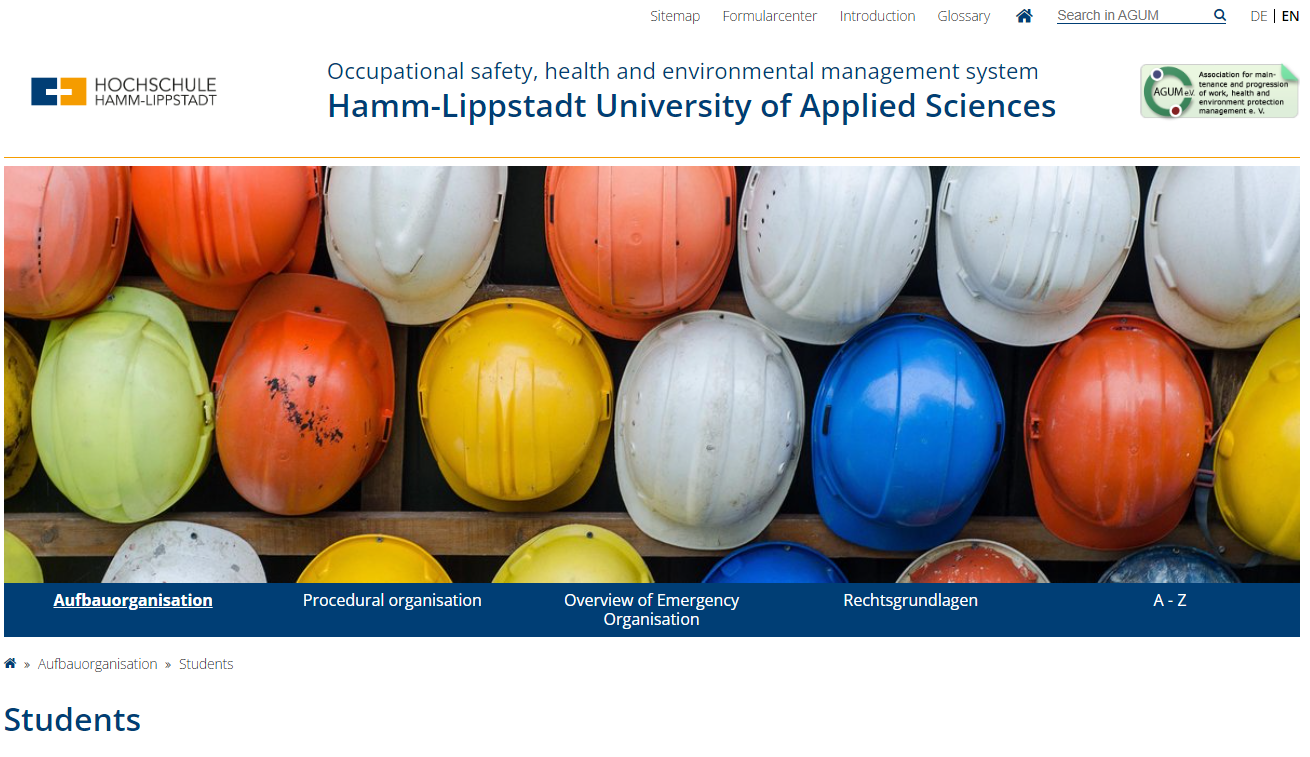 Sitemap Formularcenter Introduction Glossary Search in AGUM DE | EN
HOCHSCHULE
HAMM-LIPPSTADT
Occupational safety, health and environmental management system
Hamm-Lippstadt University of Applied Sciences
AGUM e.V.
Association for main-
tenance and progression
of work, health and
environment protection
management e. V.
Aufbauorganisation
Procedural organisation
Overview of Emergency
Organisation
Rechtsgrundlagen
A - Z
» Aufbauorganisation » Students
Students